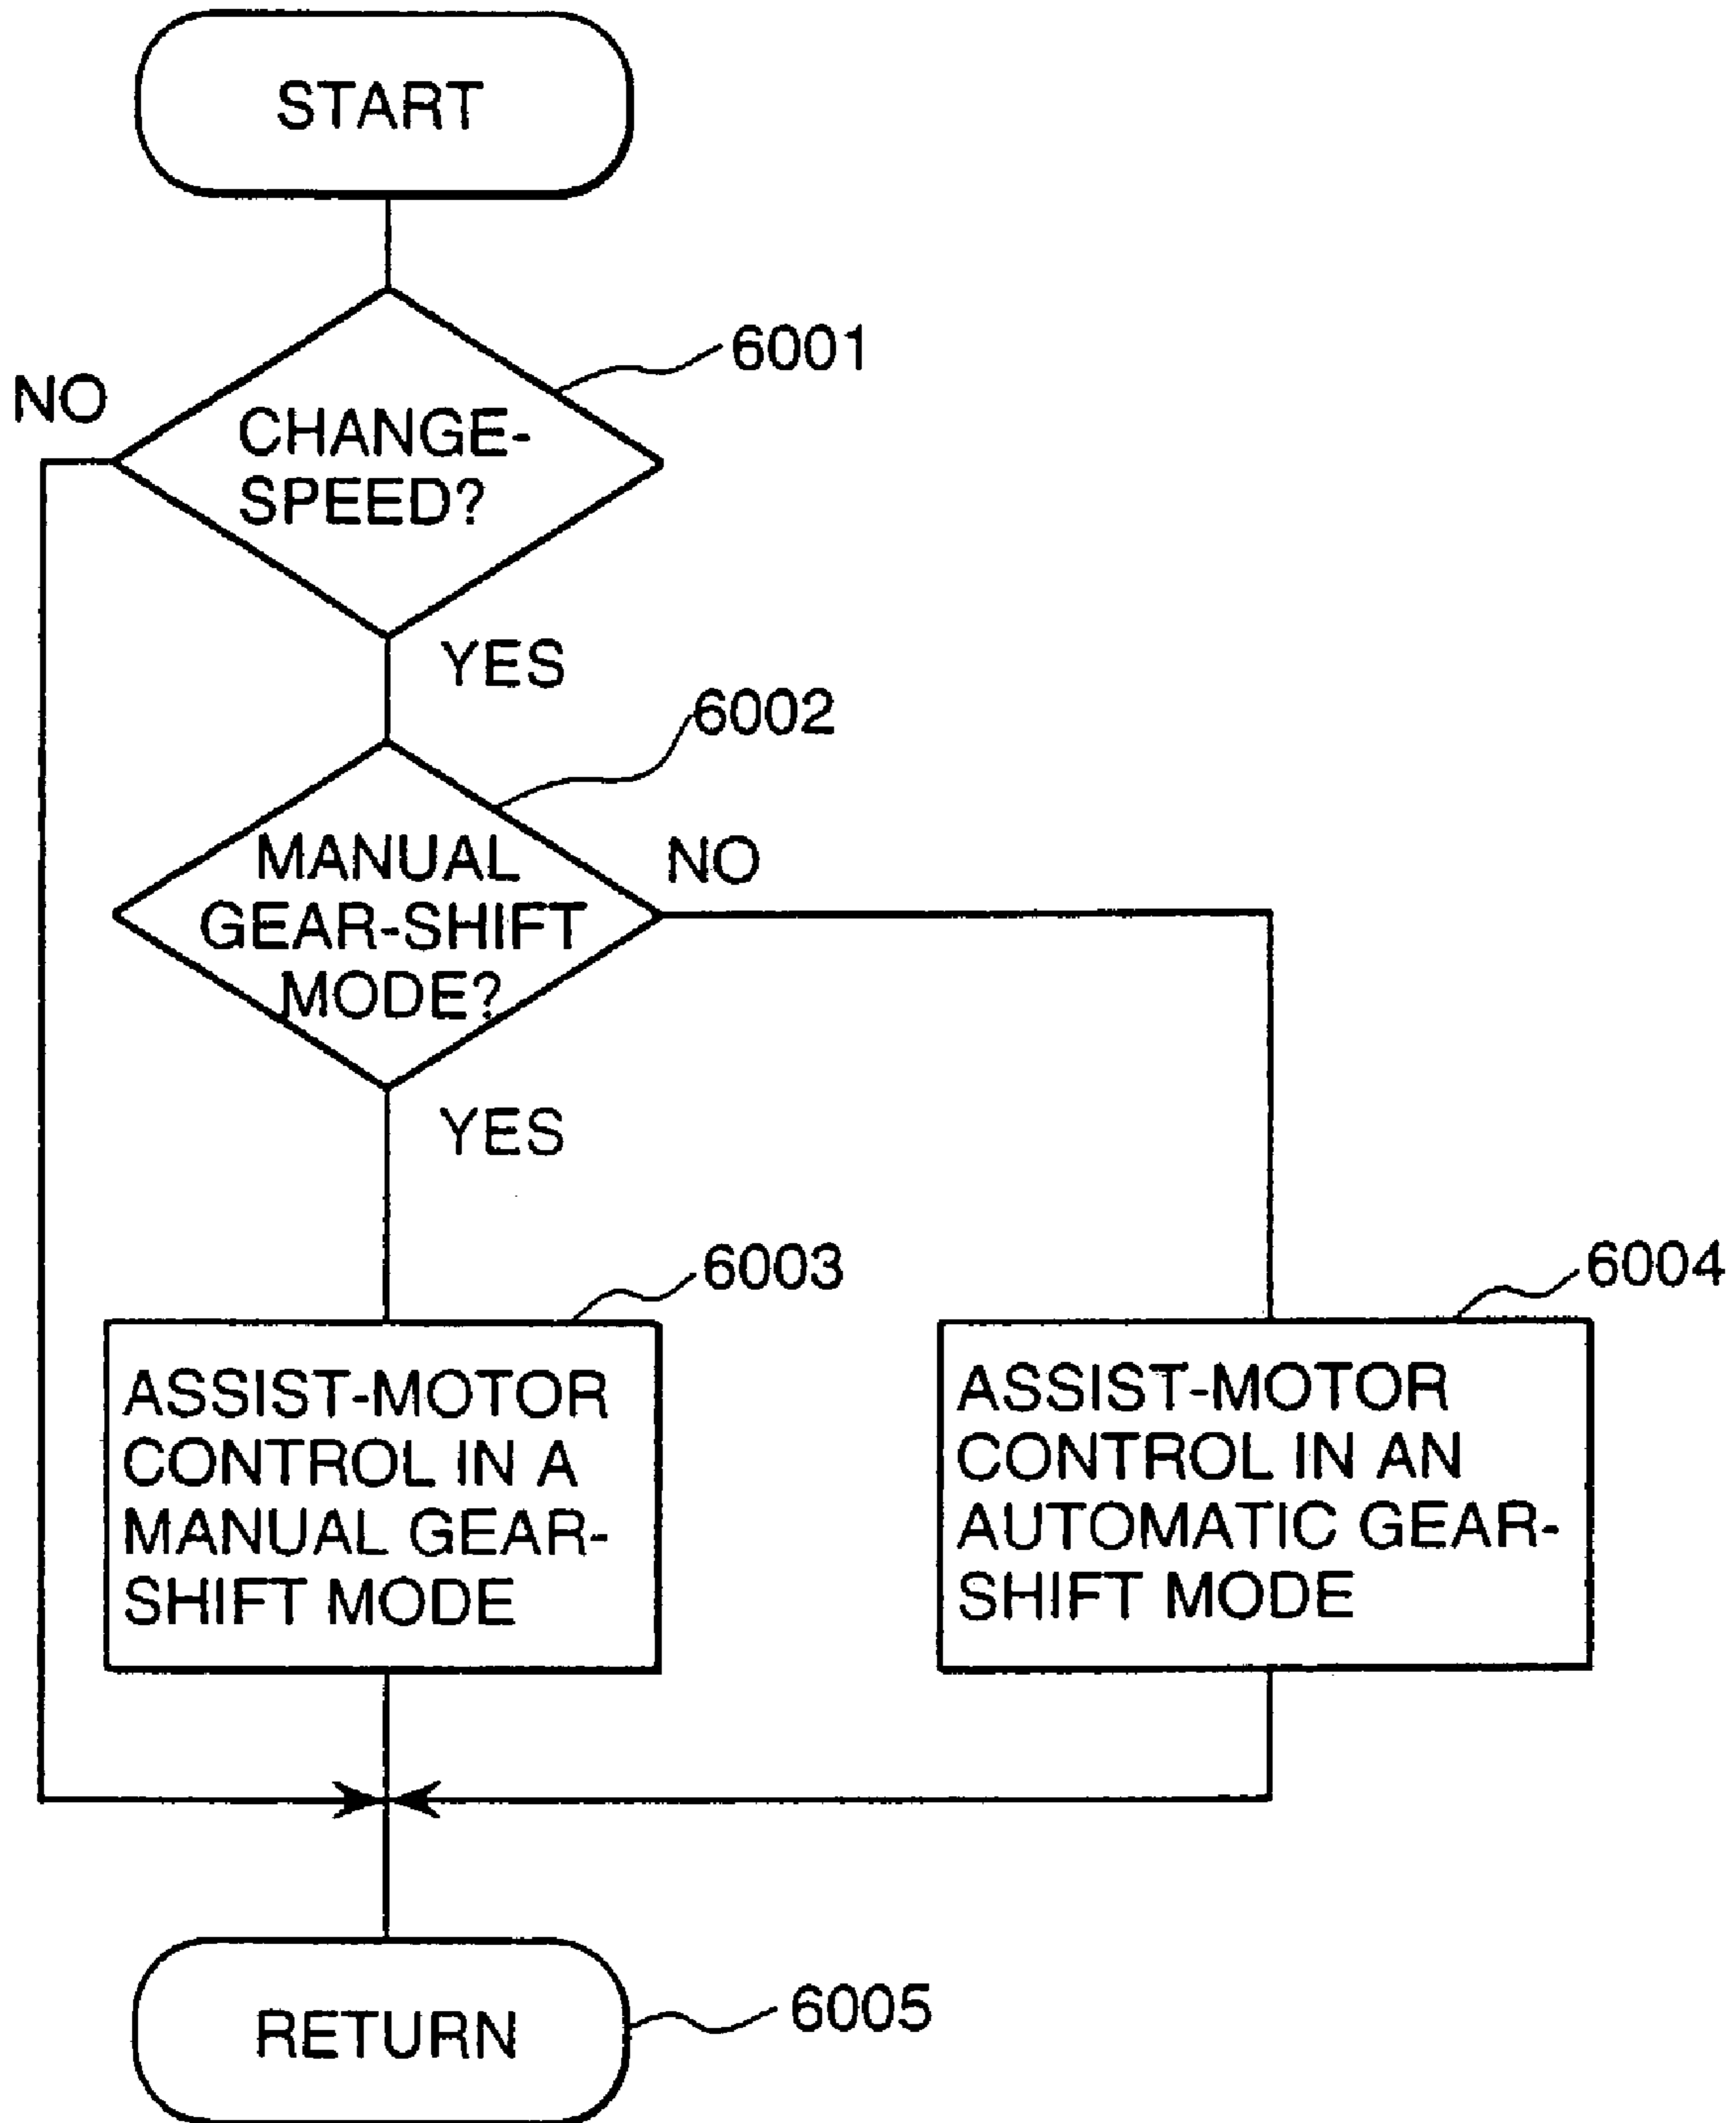 START
6001
NO
CHANGE-
SPEED?
YES
6002
MANUAL
GEAR-SHIFT
MODE?
NO
YES
6003
6004
ASSIST-MOTOR
CONTROL IN A
MANUAL GEAR-
SHIFT MODE
ASSIST-MOTOR
CONTROL IN AN
AUTOMATIC GEAR-
SHIFT MODE
RETURN
6005